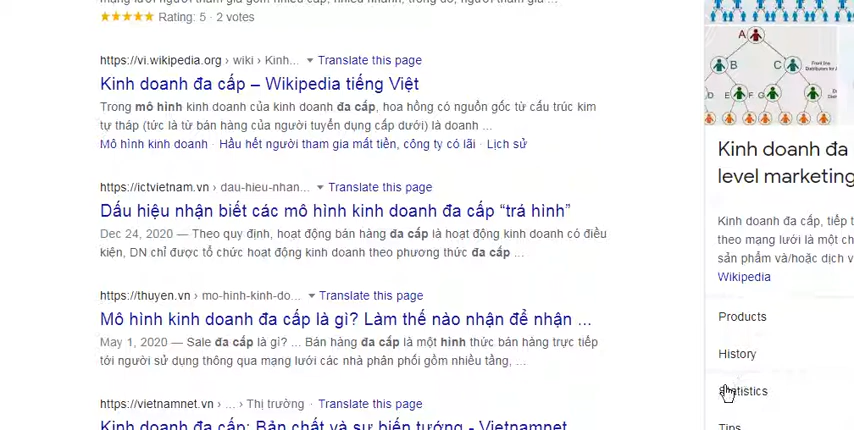 Rating: 5 · 2 votes
https://vi.wikipedia.org › wiki › Kinh... Translate this page
Kinh doanh đa cấp – Wikipedia tiếng Việt
Trong mô hình kinh doanh của kinh doanh đa cấp, hoa hồng có nguồn gốc từ cấu trúc kim
tự tháp (tức là từ bán hàng của người tuyển dụng cấp dưới) là doanh ...
Mô hình kinh doanh · Hầu hết người tham gia mất tiền, công ty có lãi · Lịch sử
https://ictvietnam.vn › dau-hieu-nhan... Translate this page
Dấu hiệu nhận biết các mô hình kinh doanh đa cấp “trá hình”
Dec 24, 2020 — Theo quy định, hoạt động bán hàng đa cấp là hoạt động kinh doanh có điều
kiện, DN chỉ được tổ chức hoạt động kinh doanh theo phương thức đa cấp ...
https://thuyen.vn › mo-hinh-kinh-do... Translate this page
Mô hình kinh doanh đa cấp là gì? Làm thế nào nhận để nhận ...
May 1, 2020 — Sale đa cấp là gì? ... Bán hàng đa cấp là một hình thức bán hàng trực tiếp
tới người sử dụng thông qua mạng lưới các nhà phân phối gồm nhiều tầng, ...
https://vietnamnet.vn › ... › Thị trường · Translate this page
Kinh doanh đa cấp: Bản chất và sự biến tướng - Vietnamnet
A
B C
D E F G
Kinh doanh đa
level marketing
Kinh doanh đa cấp, tiếp t
theo mạng lưới là một ch
sản phẩm và/hoặc dịch v
Wikipedia
Products
History
Statistics
Tips